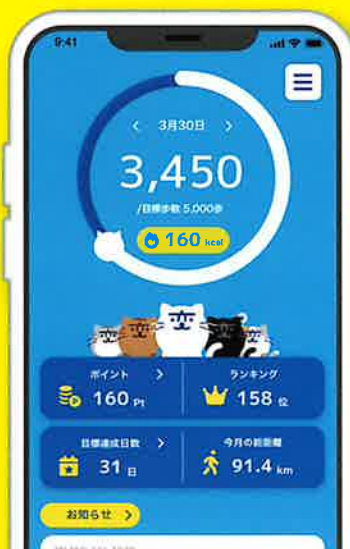 9:41
3月30日
3,450
/目標歩数 5,000歩
160 kcal
ポイント
160 Pt
ランキング
158 位
目標達成日数
31 日
今月の総距離
91.4 km
お知らせ